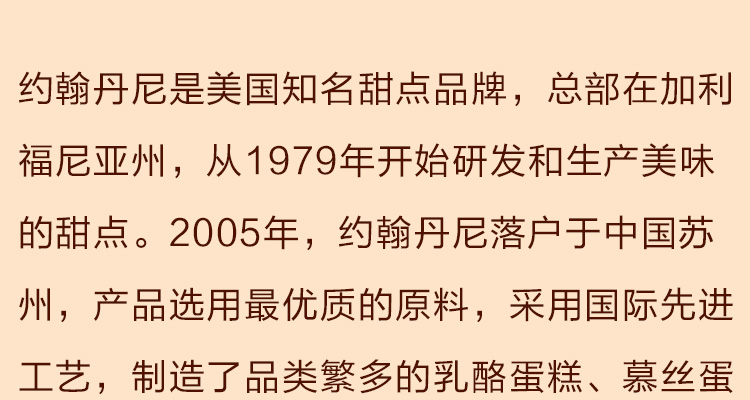 约翰丹尼是美国知名甜点品牌，总部在加利
福尼亚州，从1979年开始研发和生产美味
的甜点。2005年，约翰丹尼落户于中国苏
州，产品选用最优质的原料，采用国际先进
工艺，制造了品类繁多的乳酪蛋糕、慕丝蛋